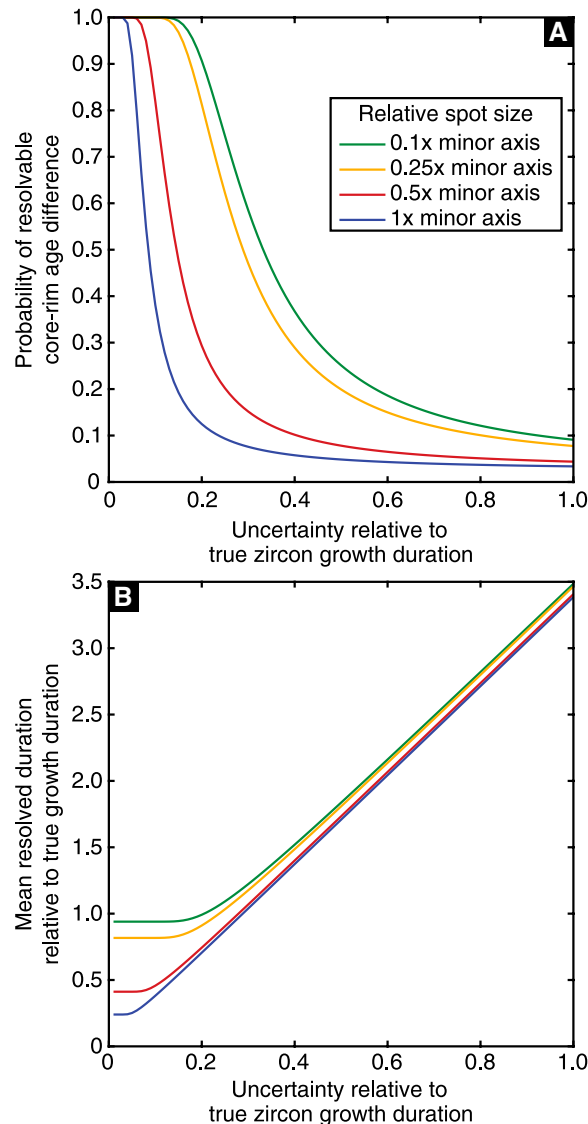 A
1.0
0.9
0.8
0.7
0.6
0.5
0.4
0.3
0.2
0.1
0
Probability of resolvable
core-rim age difference
Relative spot size
0.1x minor axis
0.25x minor axis
0.5x minor axis
1x minor axis
0 0.2 0.4 0.6 0.8 1.0
Uncertainty relative to
true zircon growth duration
B
3.5
3.0
2.5
2.0
1.5
1.0
0.5
0
Mean resolved duration
relative to true growth duration
0 0.2 0.4 0.6 0.8 1.0
Uncertainty relative to
true zircon growth duration